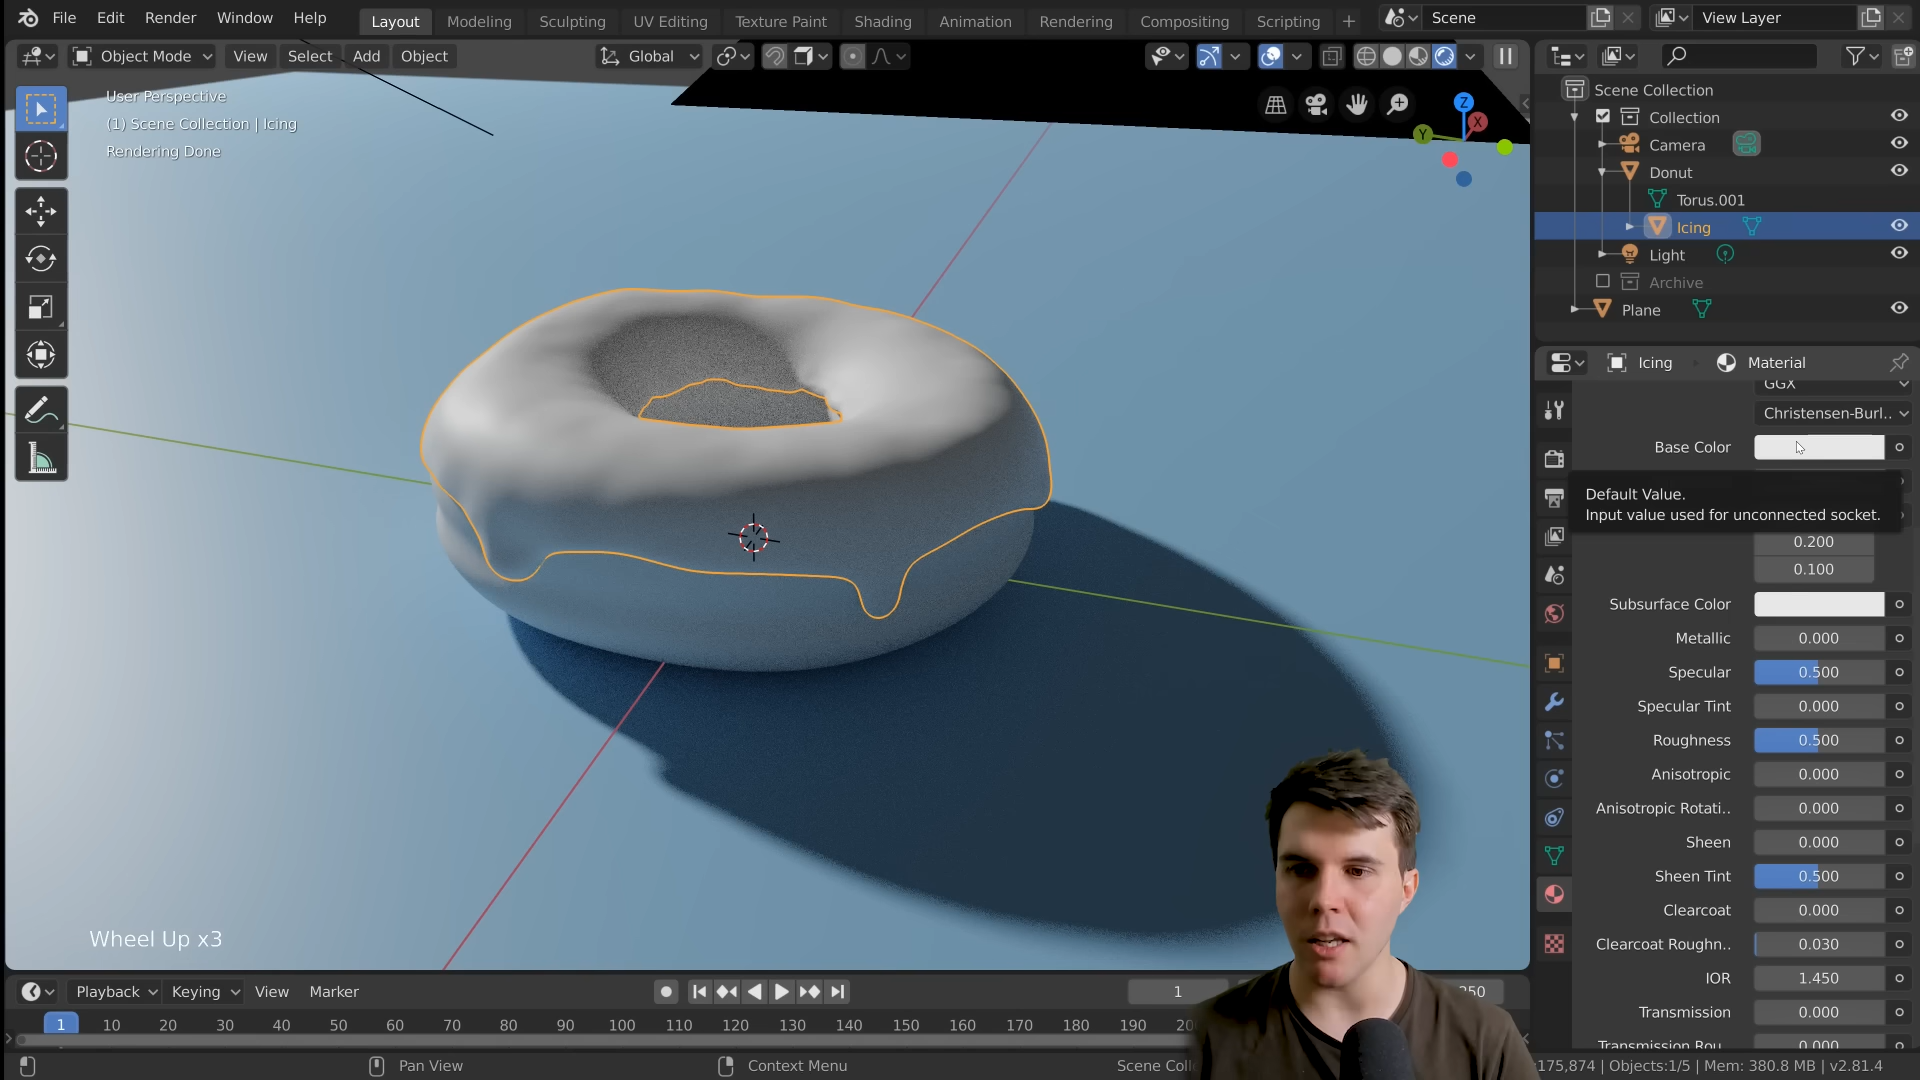 File Edit Render Window Help
Layout Modeling Sculpting UV Editing Texture Paint Shading Animation Rendering Compositing Scripting
Scene
View Layer
Object Mode View Select Add Object
Global
User Perspective
(1) Scene Collection | Icing
Rendering Done
Z
X
Y
Scene Collection
Collection
Camera
Donut
Torus.001
Icing
Light
Archive
Plane
Icing Material
GGX
Christensen-Burl..
Base Color
Default Value.
Input value used for unconnected socket.
0.200
0.100
Subsurface Color
Metallic 0.000
Specular 0.500
Specular Tint 0.000
Roughness 0.500
Anisotropic 0.000
Anisotropic Rotati.. 0.000
Sheen 0.000
Sheen Tint 0.500
Clearcoat 0.000
Clearcoat Roughn.. 0.030
IOR 1.450
Transmission 0.000
Transmission Rou.. 0.000
Wheel Up x3
Playback Keying View Marker
1
250
1 10 20 30 40 50 60 70 80 90 100 110 120 130 140 150 160 170 180 190
Pan View
Context Menu
Scene Coll
175,874 | Objects:1/5 | Mem: 380.8 MB | v2.81.4